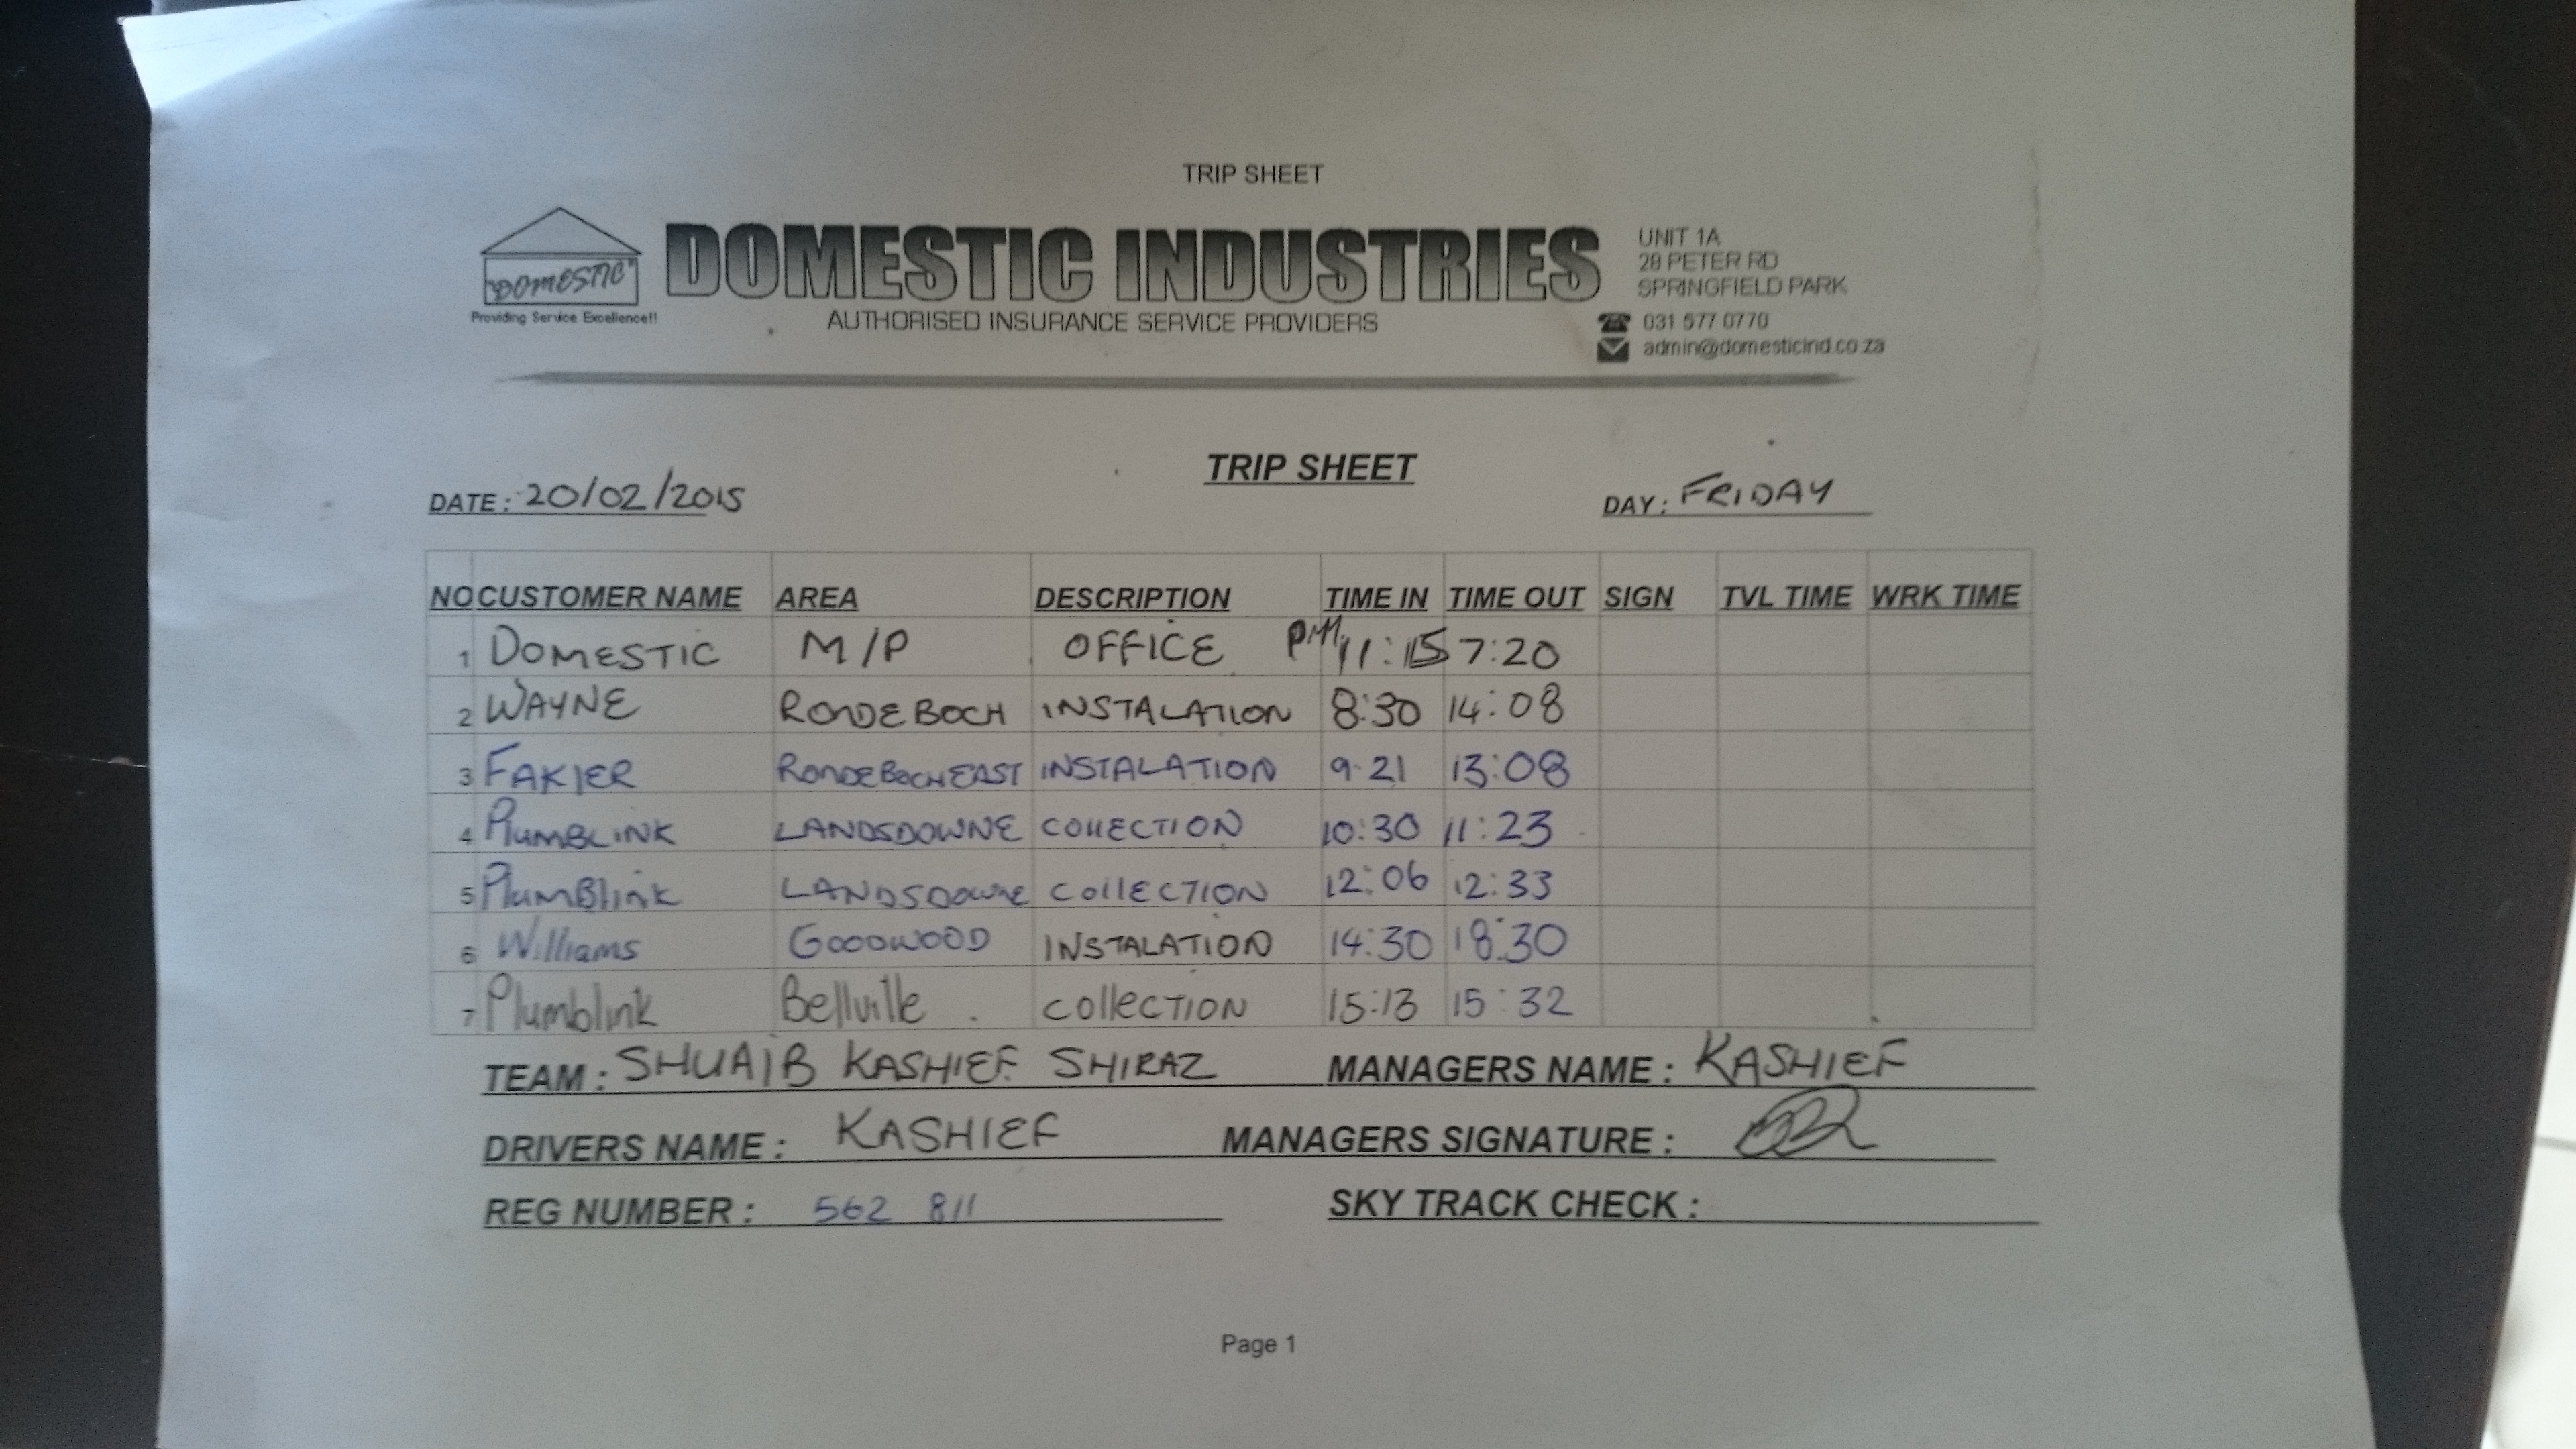 TRIP SHEET
"DOMESTIC"
Providing Service Excellence!!
DOMESTIC INDUSTRIES
AUTHORISED INSURANCE SERVICE PROVIDERS
UNIT 1A
28 PETER RD
SPRINGFIELD PARK
031 577 0770
admin@domesticind.co.za
TRIP SHEET
DATE : 20/02/2015 DAY : FRIDAY
NO CUSTOMER NAME AREA DESCRIPTION TIME IN TIME OUT SIGN TVL TIME WRK TIME
1 DOMESTIC M/P OFFICE PM 11:15 7:20
2 WAYNE RONDEBOCH INSTALATION 8:30 14:08
3 FAKIER RONDEBOCH EAST INSTALATION 9.21 13:08
4 PlumBLINK LANDSDOWNE COllECTION 10:30 11:23
5 PlumBlink LANDSDOWNE COllECTION 12:06 12:33
6 Williams GOODWOOD INSTALATION 14:30 18:30
7 Plumblink Bellville . COllECTION 15:13 15:32
TEAM : SHUAIB KASHIEF SHIRAZ MANAGERS NAME : KASHIEF
DRIVERS NAME : KASHIEF MANAGERS SIGNATURE :
REG NUMBER : 562 811 SKY TRACK CHECK :
Page 1